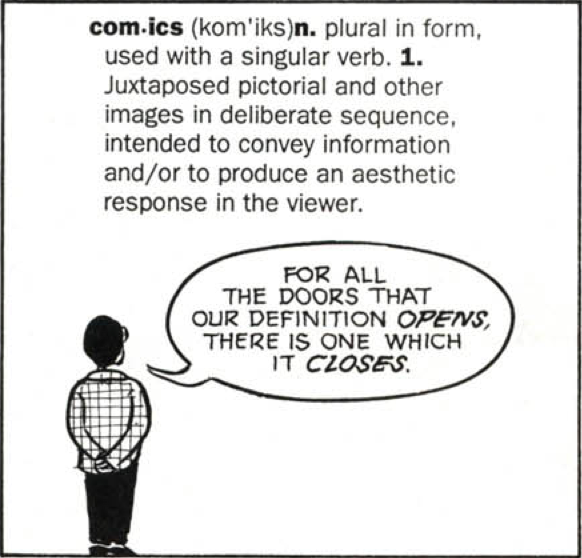 com·ics (kom'iks)n. plural in form,
used with a singular verb. 1.
Juxtaposed pictorial and other
images in deliberate sequence,
intended to convey information
and/or to produce an aesthetic
response in the viewer.
FOR ALL
THE DOORS THAT
OUR DEFINITION OPENS,
THERE IS ONE WHICH
IT CLOSES.